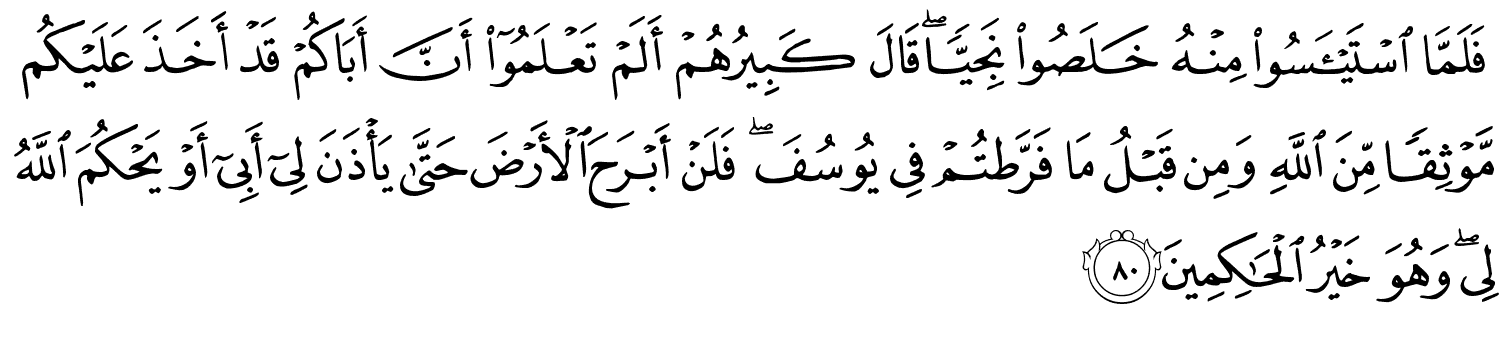 فَلَمَّا ٱسْتَيْـَٔسُوا۟ مِنْهُ خَلَصُوا۟ نَجِيًّا ۖ قَالَ كَبِيرُهُمْ أَلَمْ تَعْلَمُوٓا۟ أَنَّ أَبَاكُمْ قَدْ أَخَذَ عَلَيْكُم
مَّوْثِقًا مِّنَ ٱللَّهِ وَمِن قَبْلُ مَا فَرَّطتُمْ فِى يُوسُفَ ۖ فَلَنْ أَبْرَحَ ٱلْأَرْضَ حَتَّىٰ يَأْذَنَ لِىٓ أَبِىٓ أَوْ يَحْكُمَ ٱللَّهُ
لِى ۖ وَهُوَ خَيْرُ ٱلْحَـٰكِمِينَ ٨٠